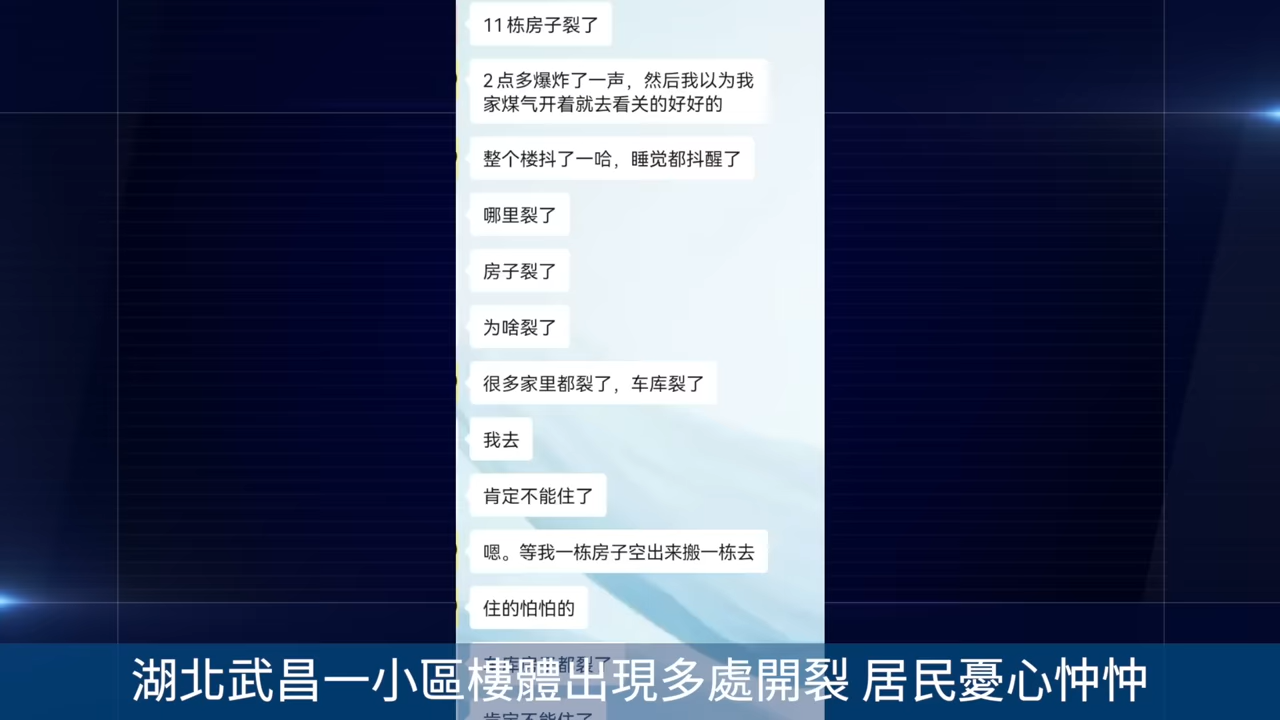 11栋房子裂了
2点多爆炸了一声，然后我以为我
家煤气开着就去看关的好好的
整个楼抖了一哈，睡觉都抖醒了
哪里裂了
房子裂了
为啥裂了
很多家里都裂了，车库裂了
我去
肯定不能住了
嗯。等我一栋房子空出来搬一栋去
住的怕怕的
湖北武昌一小區樓體出現多處開裂 居民憂心忡忡
肯定不能住了